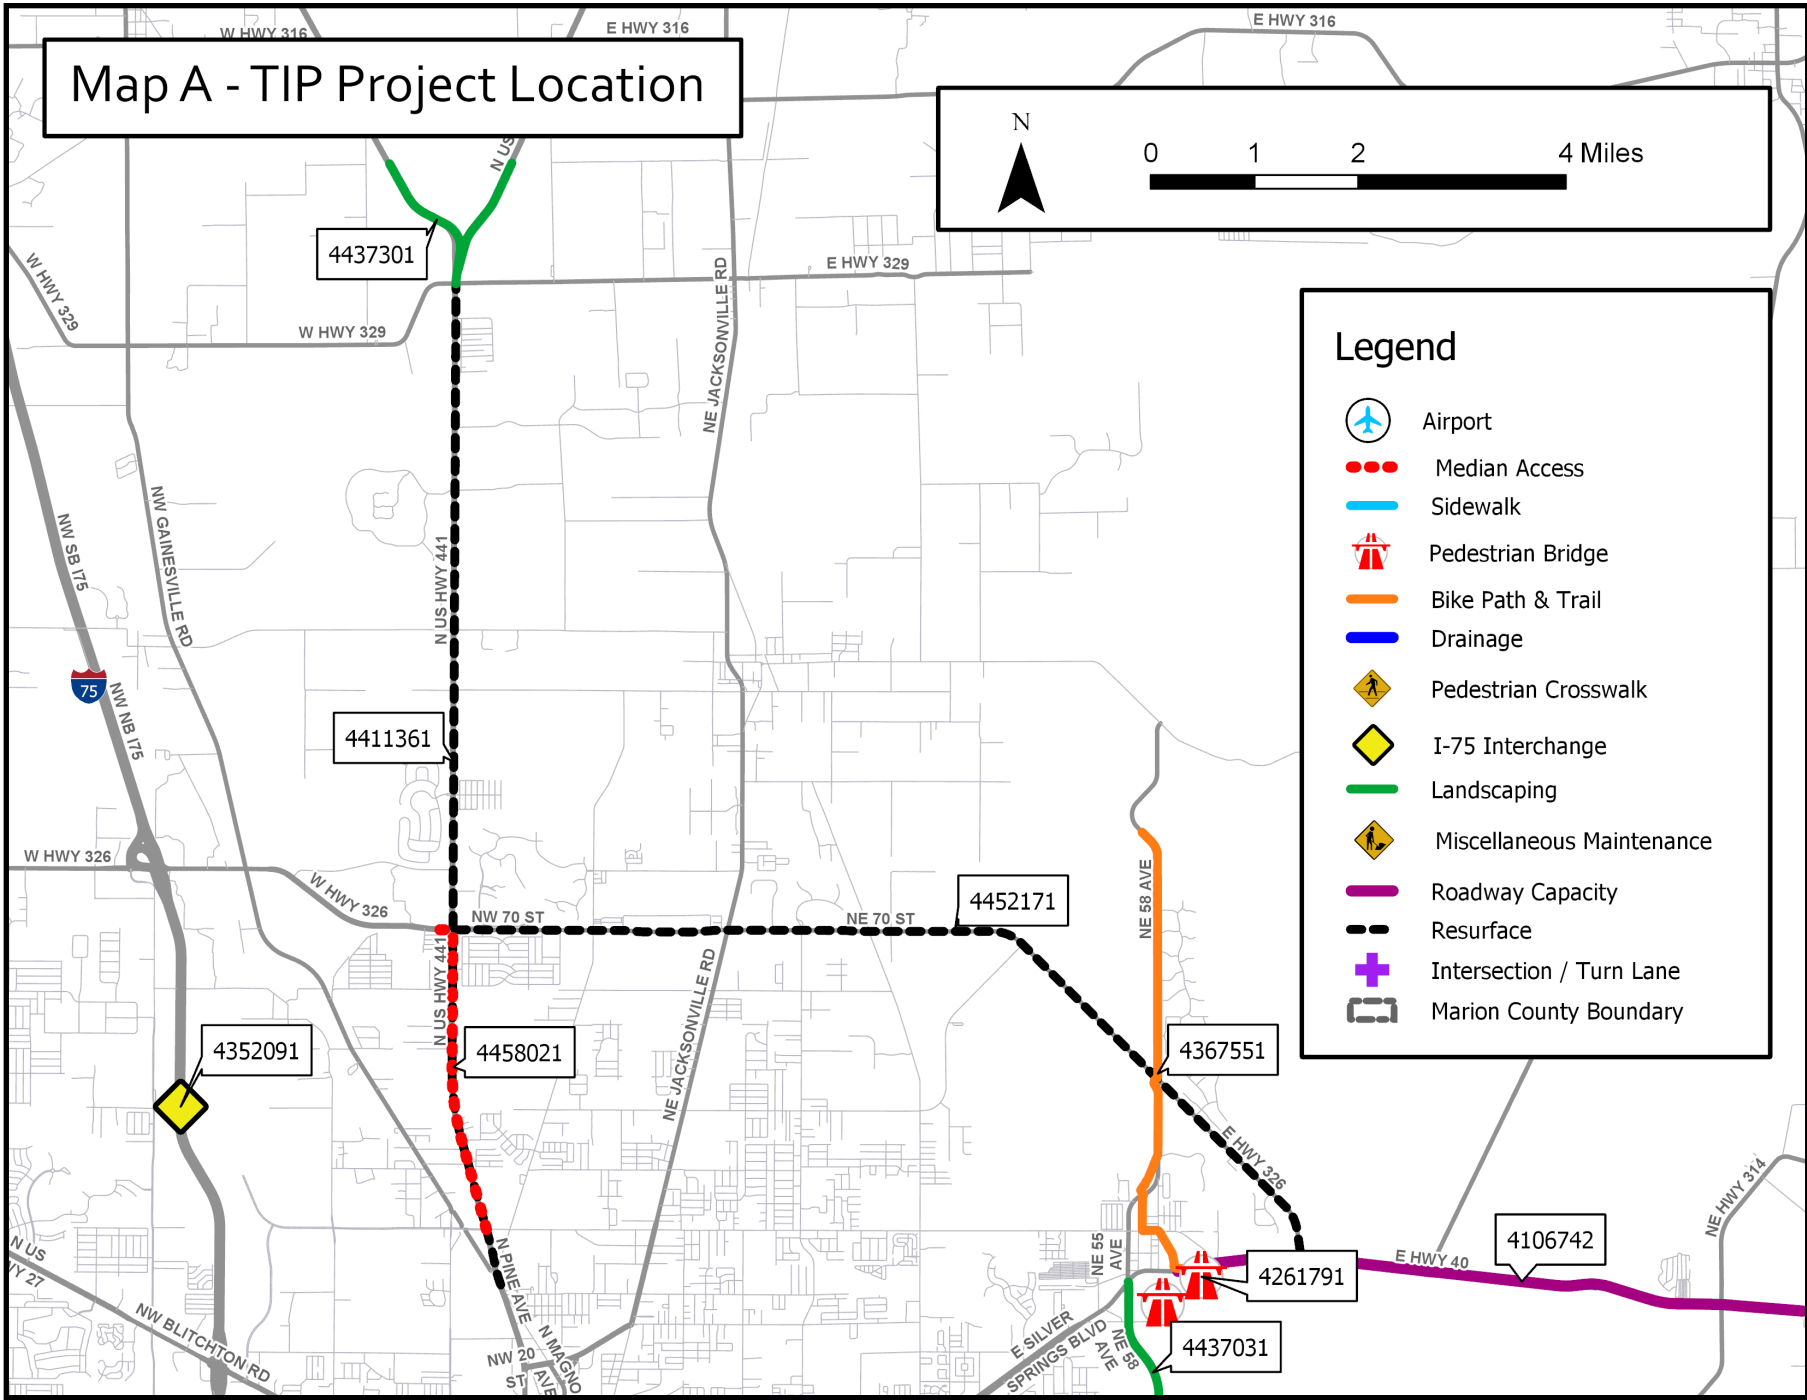 W HWY 316
E HWY 316
E HWY 316
Map A - TIP Project Location
N US
N
0 1 2 4 Miles
4437301
W HWY 329
E HWY 329
W HWY 329
NE JACKSONVILLE RD
Legend
Airport
Median Access
Sidewalk
Pedestrian Bridge
Bike Path & Trail
Drainage
Pedestrian Crosswalk
I-75 Interchange
Landscaping
Miscellaneous Maintenance
Roadway Capacity
Resurface
Intersection / Turn Lane
Marion County Boundary
NW SB I75
NW GAINESVILLE RD
N US HWY 441
75
NW NB I75
4411361
W HWY 326
W HWY 326
NW 70 ST
NE 70 ST
4452171
NE 58 AVE
N US HWY 441
NE JACKSONVILLE RD
4352091
4458021
4367551
E HWY 326
NE HWY 314
N US
HWY 27
NW BLITCHTON RD
N PINE AVE
N MAGNO
AVE
NW 20
ST
NE 55
AVE
4261791
E HWY 40
4106742
E SILVER
SPRINGS BLVD
NE 58
AVE
4437031